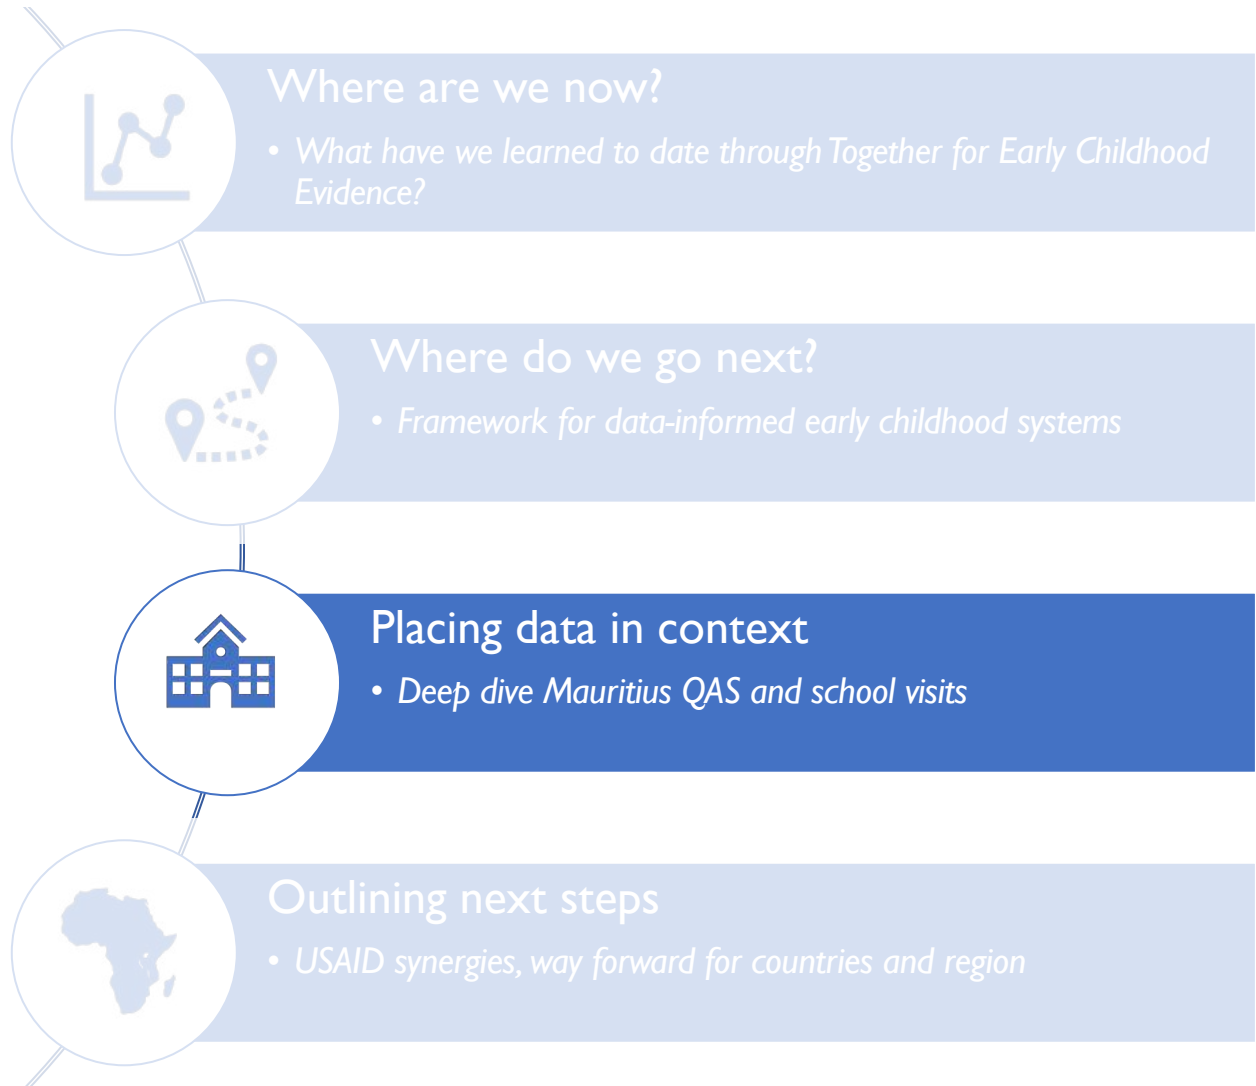 Where are we now?
• What have we learned to date through Together for Early Childhood
Evidence?
Where do we go next?
• Framework for data-informed early childhood systems
Placing data in context
• Deep dive Mauritius QAS and school visits
Outlining next steps
• USAID synergies, way forward for countries and region